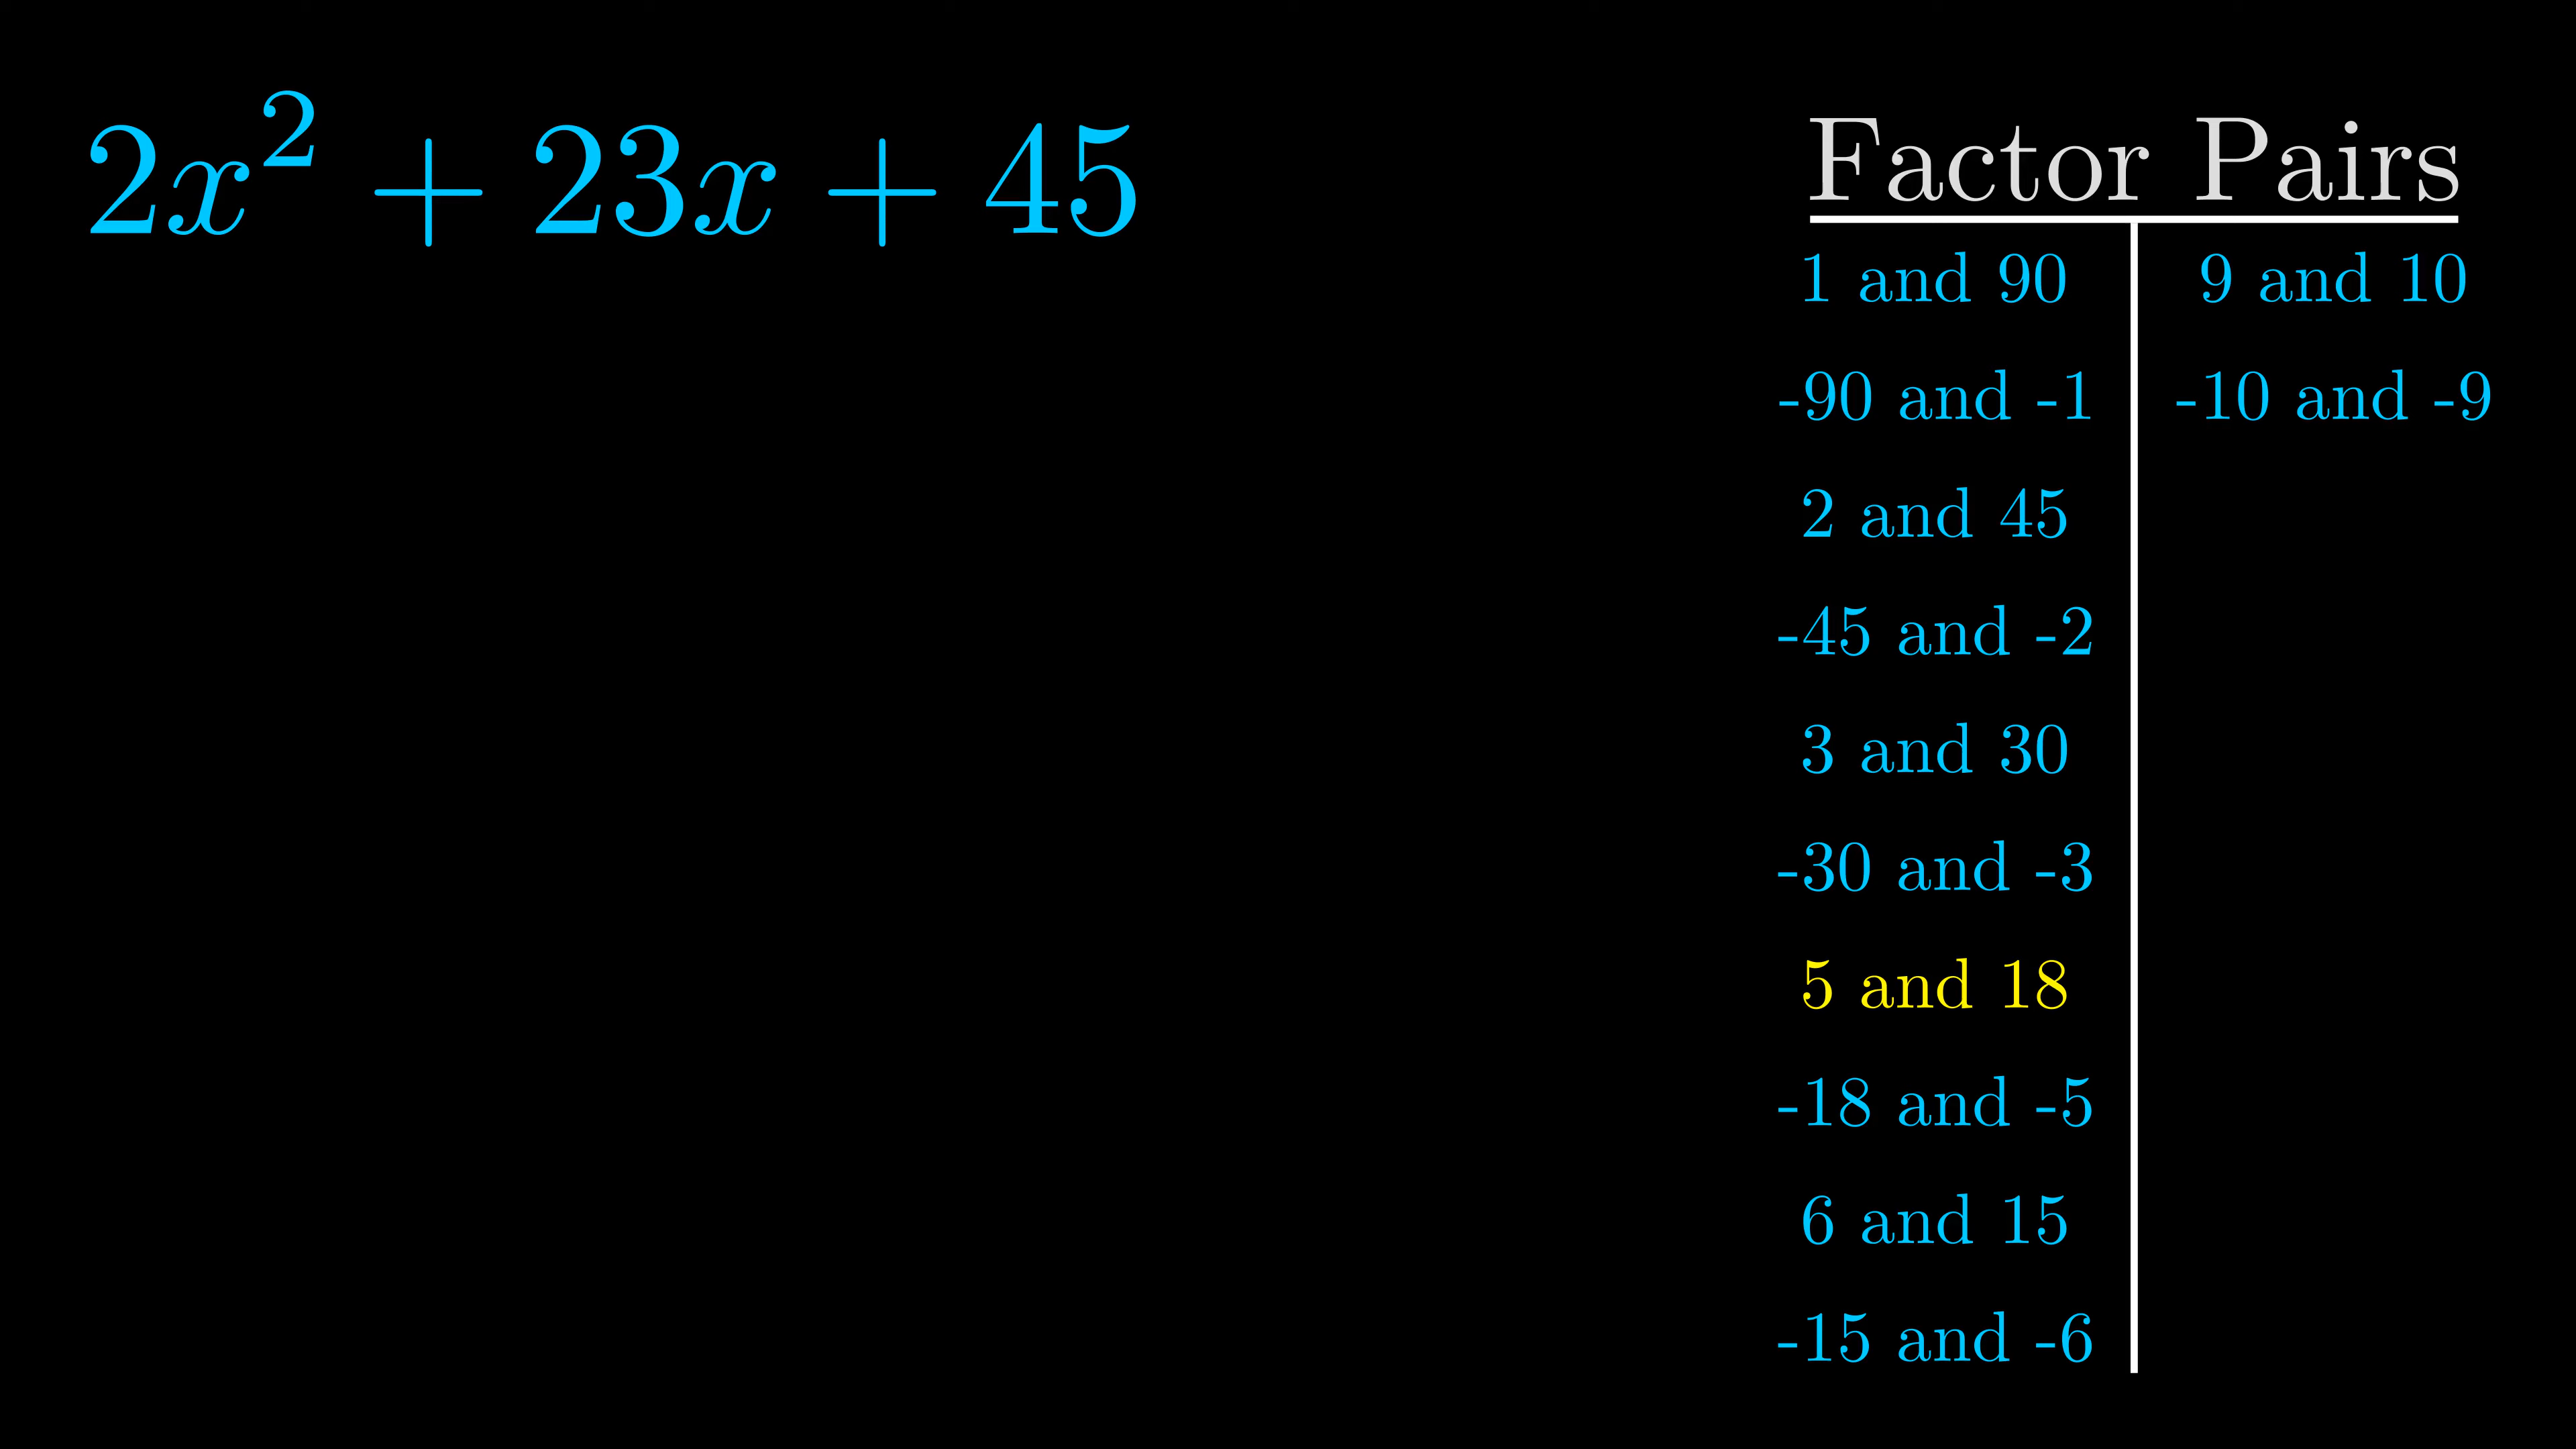 2x² + 23x + 45
Factor Pairs
1 and 90
-90 and -1
2 and 45
-45 and -2
3 and 30
-30 and -3
5 and 18
-18 and -5
6 and 15
-15 and -6
9 and 10
-10 and -9